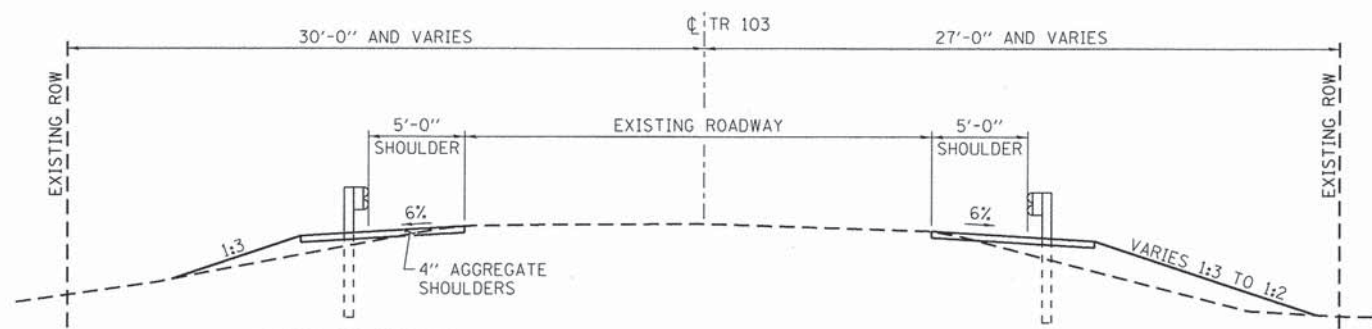 ℄ TR 103
30'-0" AND VARIES
27'-0" AND VARIES
EXISTING ROW
EXISTING ROW
5'-0"
SHOULDER
EXISTING ROADWAY
5'-0"
SHOULDER
6%
6%
1:3
VARIES 1:3 TO 1:2
4" AGGREGATE
SHOULDERS